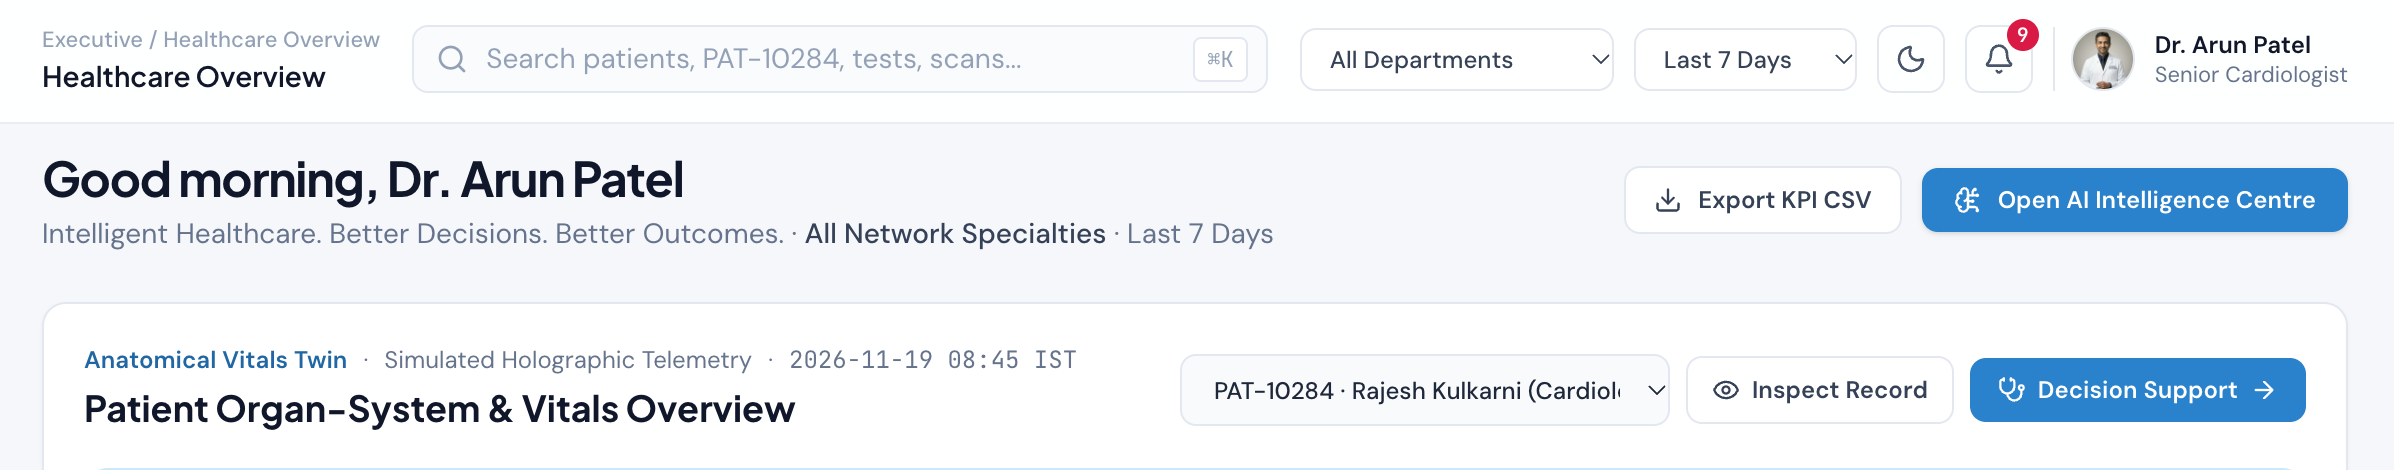 Executive / Healthcare Overview
Healthcare Overview
Search patients, PAT-10284, tests, scans...
⌘K
All Departments
Last 7 Days
9
Dr. Arun Patel
Senior Cardiologist
Good morning, Dr. Arun Patel
Intelligent Healthcare. Better Decisions. Better Outcomes. · All Network Specialties · Last 7 Days
Export KPI CSV
Open AI Intelligence Centre
Anatomical Vitals Twin · Simulated Holographic Telemetry · 2026-11-19 08:45 IST
Patient Organ-System & Vitals Overview
PAT-10284 · Rajesh Kulkarni (Cardiol
Inspect Record
Decision Support →